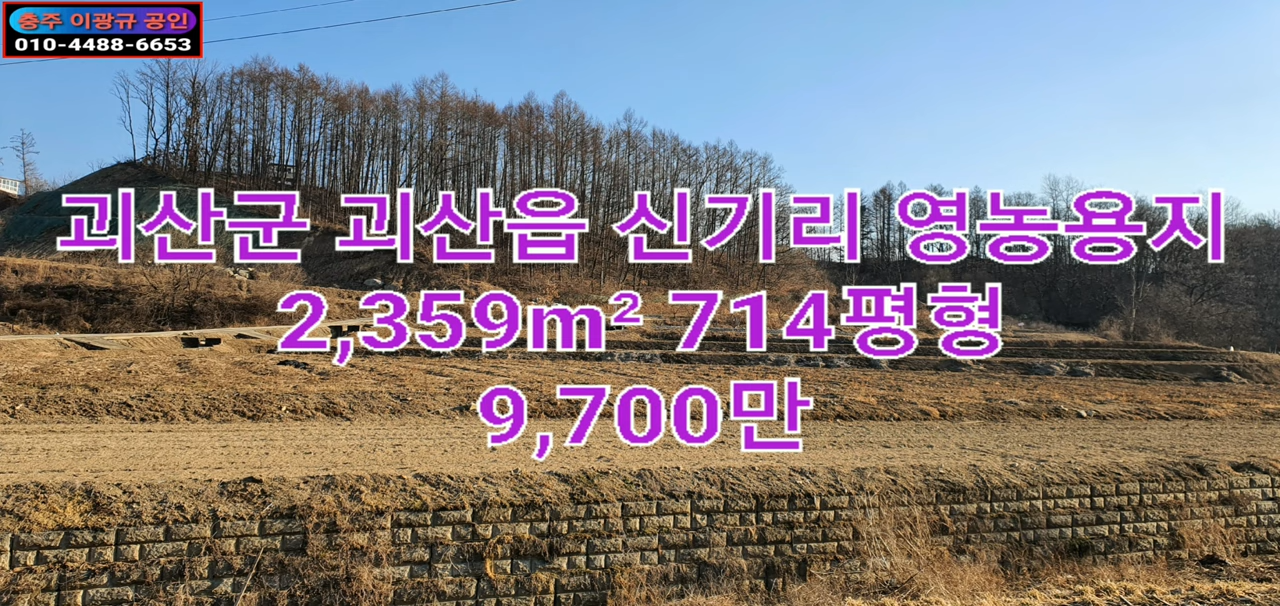 충주 이광규 공인
010-4488-6653
괴산군 괴산읍 신기리 영농용지
2,359m² 714평형
9,700만